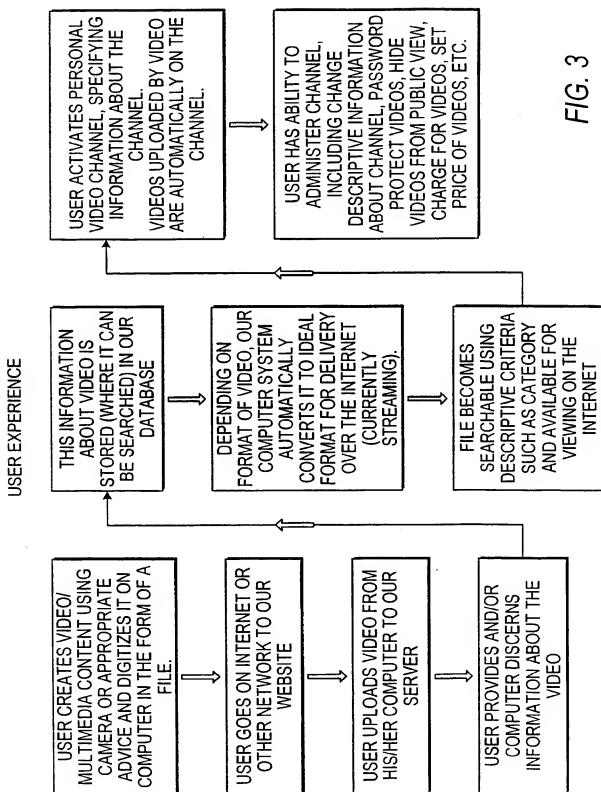 USER EXPERIENCE
USER CREATES VIDEO/
MULTIMEDIA CONTENT USING
CAMERA OR APPROPRIATE
ADVICE AND DIGITIZES IT ON
COMPUTER IN THE FORM OF A
FILE.
USER GOES ON INTERNET OR
OTHER NETWORK TO OUR
WEBSITE
USER UPLOADS VIDEO FROM
HIS/HER COMPUTER TO OUR
SERVER
USER PROVIDES AND/OR
COMPUTER DISCERNS
INFORMATION ABOUT THE
VIDEO
THIS INFORMATION
ABOUT VIDEO IS
STORED (WHERE IT CAN
BE SEARCHED) IN OUR
DATABASE
DEPENDING ON
FORMAT OF VIDEO, OUR
COMPUTER SYSTEM
AUTOMATICALLY
CONVERTS IT TO IDEAL
FORMAT FOR DELIVERY
OVER THE INTERNET
(CURRENTLY
STREAMING).
FILE BECOMES
SEARCHABLE USING
DESCRIPTIVE CRITERIA
SUCH AS CATEGORY
AND AVAILABLE FOR
VIEWING ON THE
INTERNET
USER ACTIVATES PERSONAL
VIDEO CHANNEL, SPECIFYING
INFORMATION ABOUT THE
CHANNEL.
VIDEOS UPLOADED BY VIDEO
ARE AUTOMATICALLY ON THE
CHANNEL.
USER HAS ABILITY TO
ADMINISTER CHANNEL,
INCLUDING CHANGE
DESCRIPTIVE INFORMATION
ABOUT CHANNEL, PASSWORD
PROTECT VIDEOS, HIDE
VIDEOS FROM PUBLIC VIEW,
CHARGE FOR VIDEOS, SET
PRICE OF VIDEOS, ETC.
FIG. 3